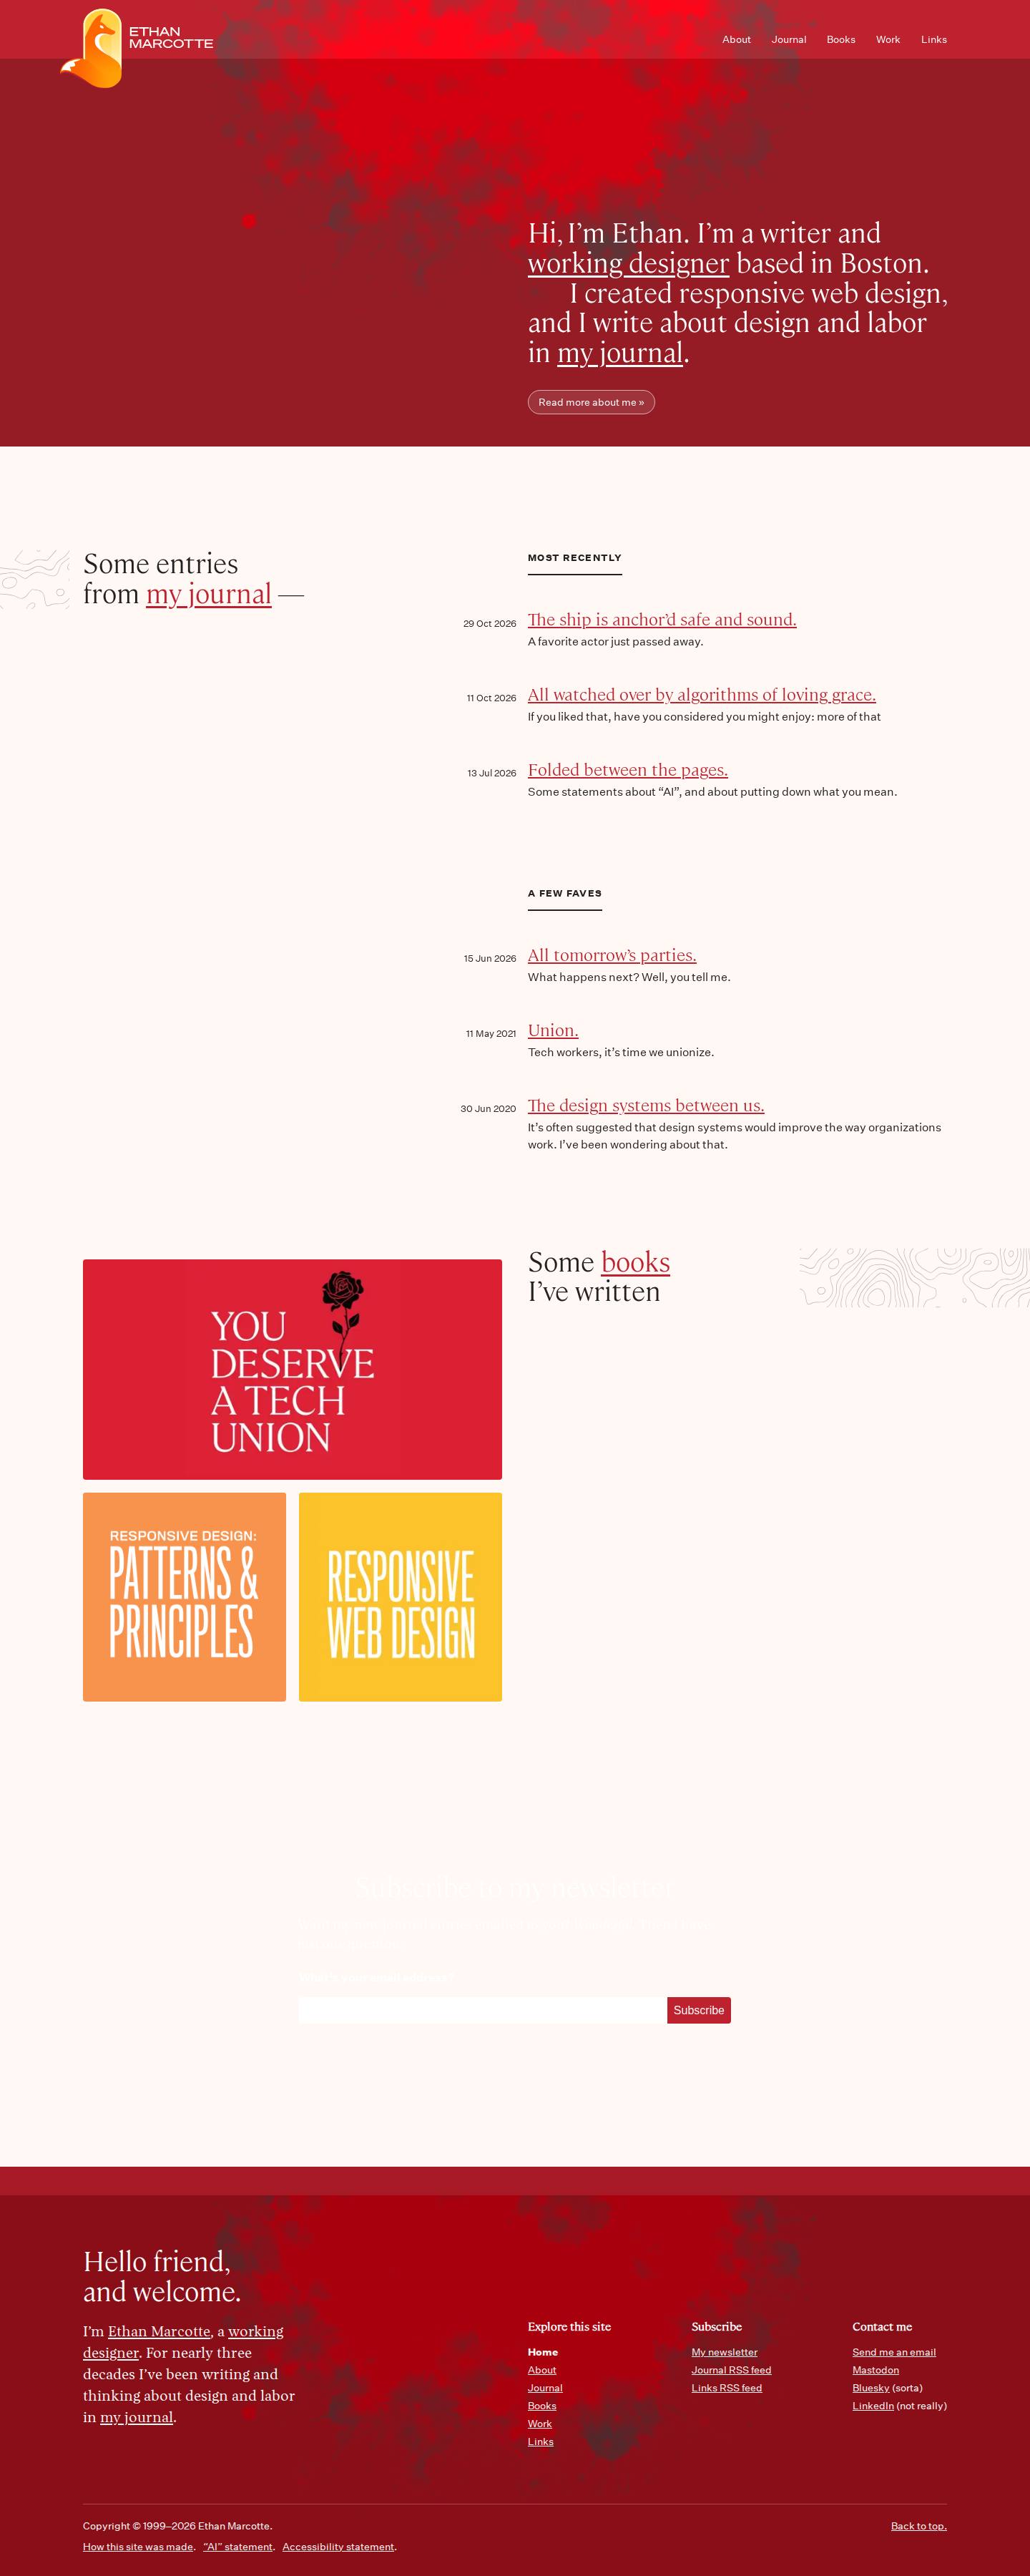 ETHAN
MARCOTTE
About Journal Books Work Links
Hi, I’m Ethan. I’m a writer and
working designer based in Boston.
I created responsive web design,
and I write about design and labor
in my journal.
Read more about me »
Some entries
from my journal —
MOST RECENTLY
29 Oct 2026
The ship is anchor’d safe and sound.
A favorite actor just passed away.
11 Oct 2026
All watched over by algorithms of loving grace.
If you liked that, have you considered you might enjoy: more of that
13 Jul 2026
Folded between the pages.
Some statements about “AI”, and about putting down what you mean.
A FEW FAVES
15 Jun 2026
All tomorrow’s parties.
What happens next? Well, you tell me.
11 May 2021
Union.
Tech workers, it’s time we unionize.
30 Jun 2020
The design systems between us.
It’s often suggested that design systems would improve the way organizations
work. I’ve been wondering about that.
Some books
I’ve written
YOU
DESERVE
A TECH
UNION
RESPONSIVE DESIGN:
PATTERNS &
PRINCIPLES
RESPONSIVE
WEB DESIGN
Subscribe to my newsletter
Subscribe
Hello friend,
and welcome.
I’m Ethan Marcotte, a working
designer. For nearly three
decades I’ve been writing and
thinking about design and labor
in my journal.
Explore this site
Home
About
Journal
Books
Work
Links
Subscribe
My newsletter
Journal RSS feed
Links RSS feed
Contact me
Send me an email
Mastodon
Bluesky (sorta)
LinkedIn (not really)
Copyright © 1999–2026 Ethan Marcotte.
Back to top.
How this site was made. “AI” statement. Accessibility statement.